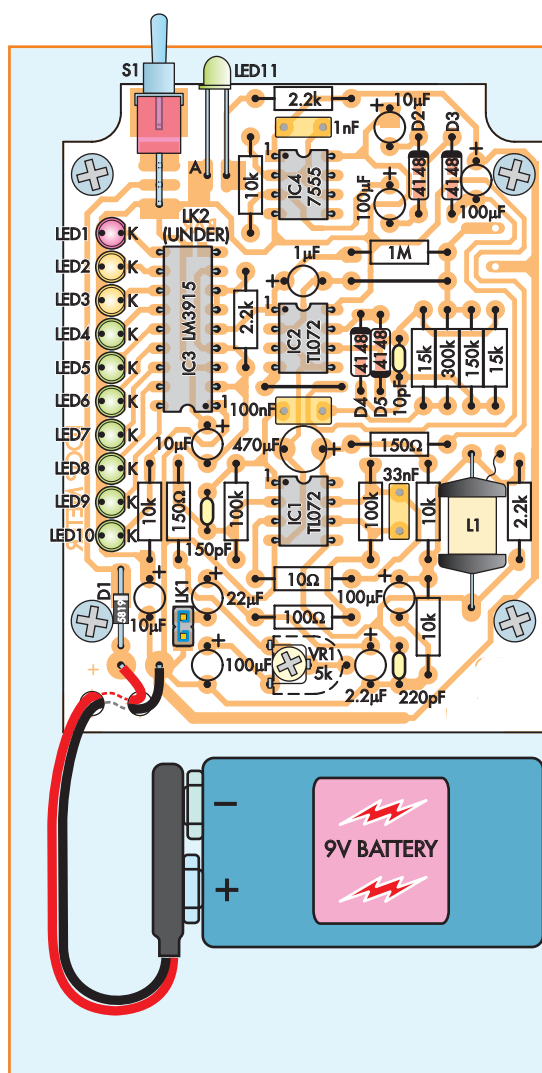 S1
LED11
2.2k
10µF
D2
D3
1nF
1
A
10k
IC4
7555
4148
4148
100µF
100µF
LK2
(UNDER)
LED1 K
LED2 K
LED3 K
LED4 K
LED5 K
LED6 K
LED7 K
LED8 K
LED9 K
LED10 K
IC3 LM3915
1
1µF
1M
2.2k
1
IC2
TL072
4148
4148
D4
D5
10pF
15k
300k
150k
15k
100nF
10µF
470µF
150Ω
33nF
10k
150Ω
150pF
100k
1
IC1
TL072
100k
10k
L1
2.2k
D1
5819
10µF
LK1
22µF
10Ω
100Ω
100µF
10k
100µF
VR1
5k
2.2µF
220pF
+
–
+
9V BATTERY